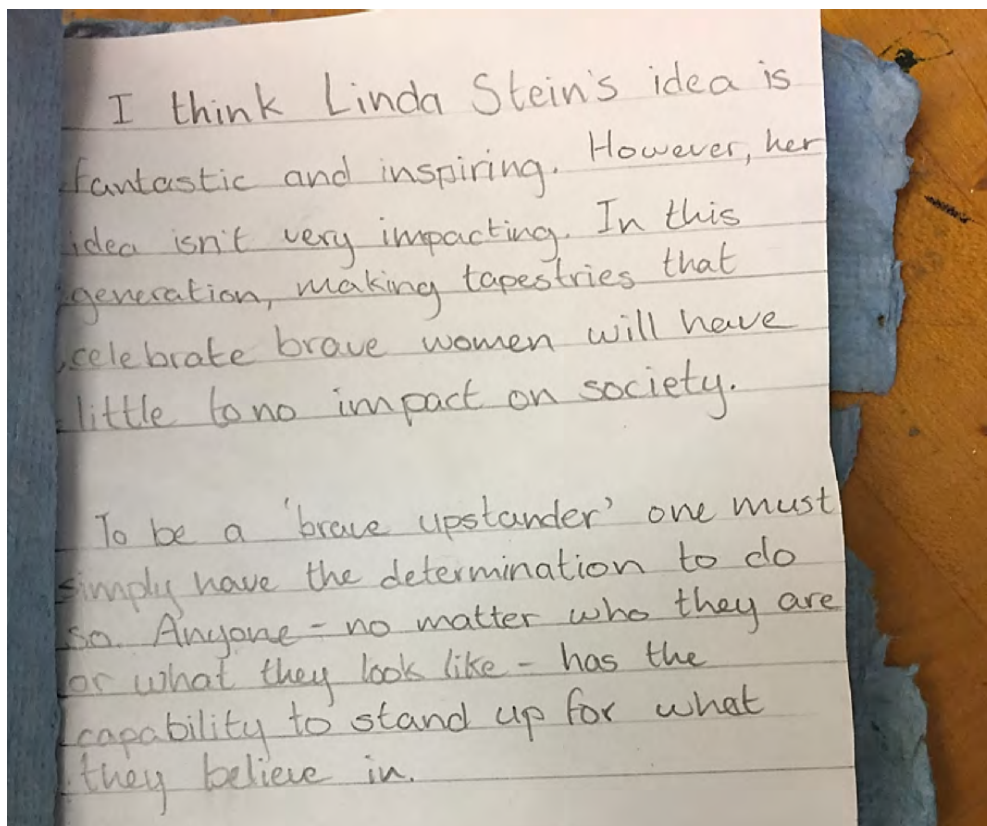 I think Linda Stein's idea is
fantastic and inspiring. However, her
idea isn't very impacting. In this
generation, making tapestries that
celebrate brave women will have
little to no impact on society.
To be a 'brave upstander' one must
simply have the determination to do
so. Anyone - no matter who they are
or what they look like - has the
capability to stand up for what
they believe in.